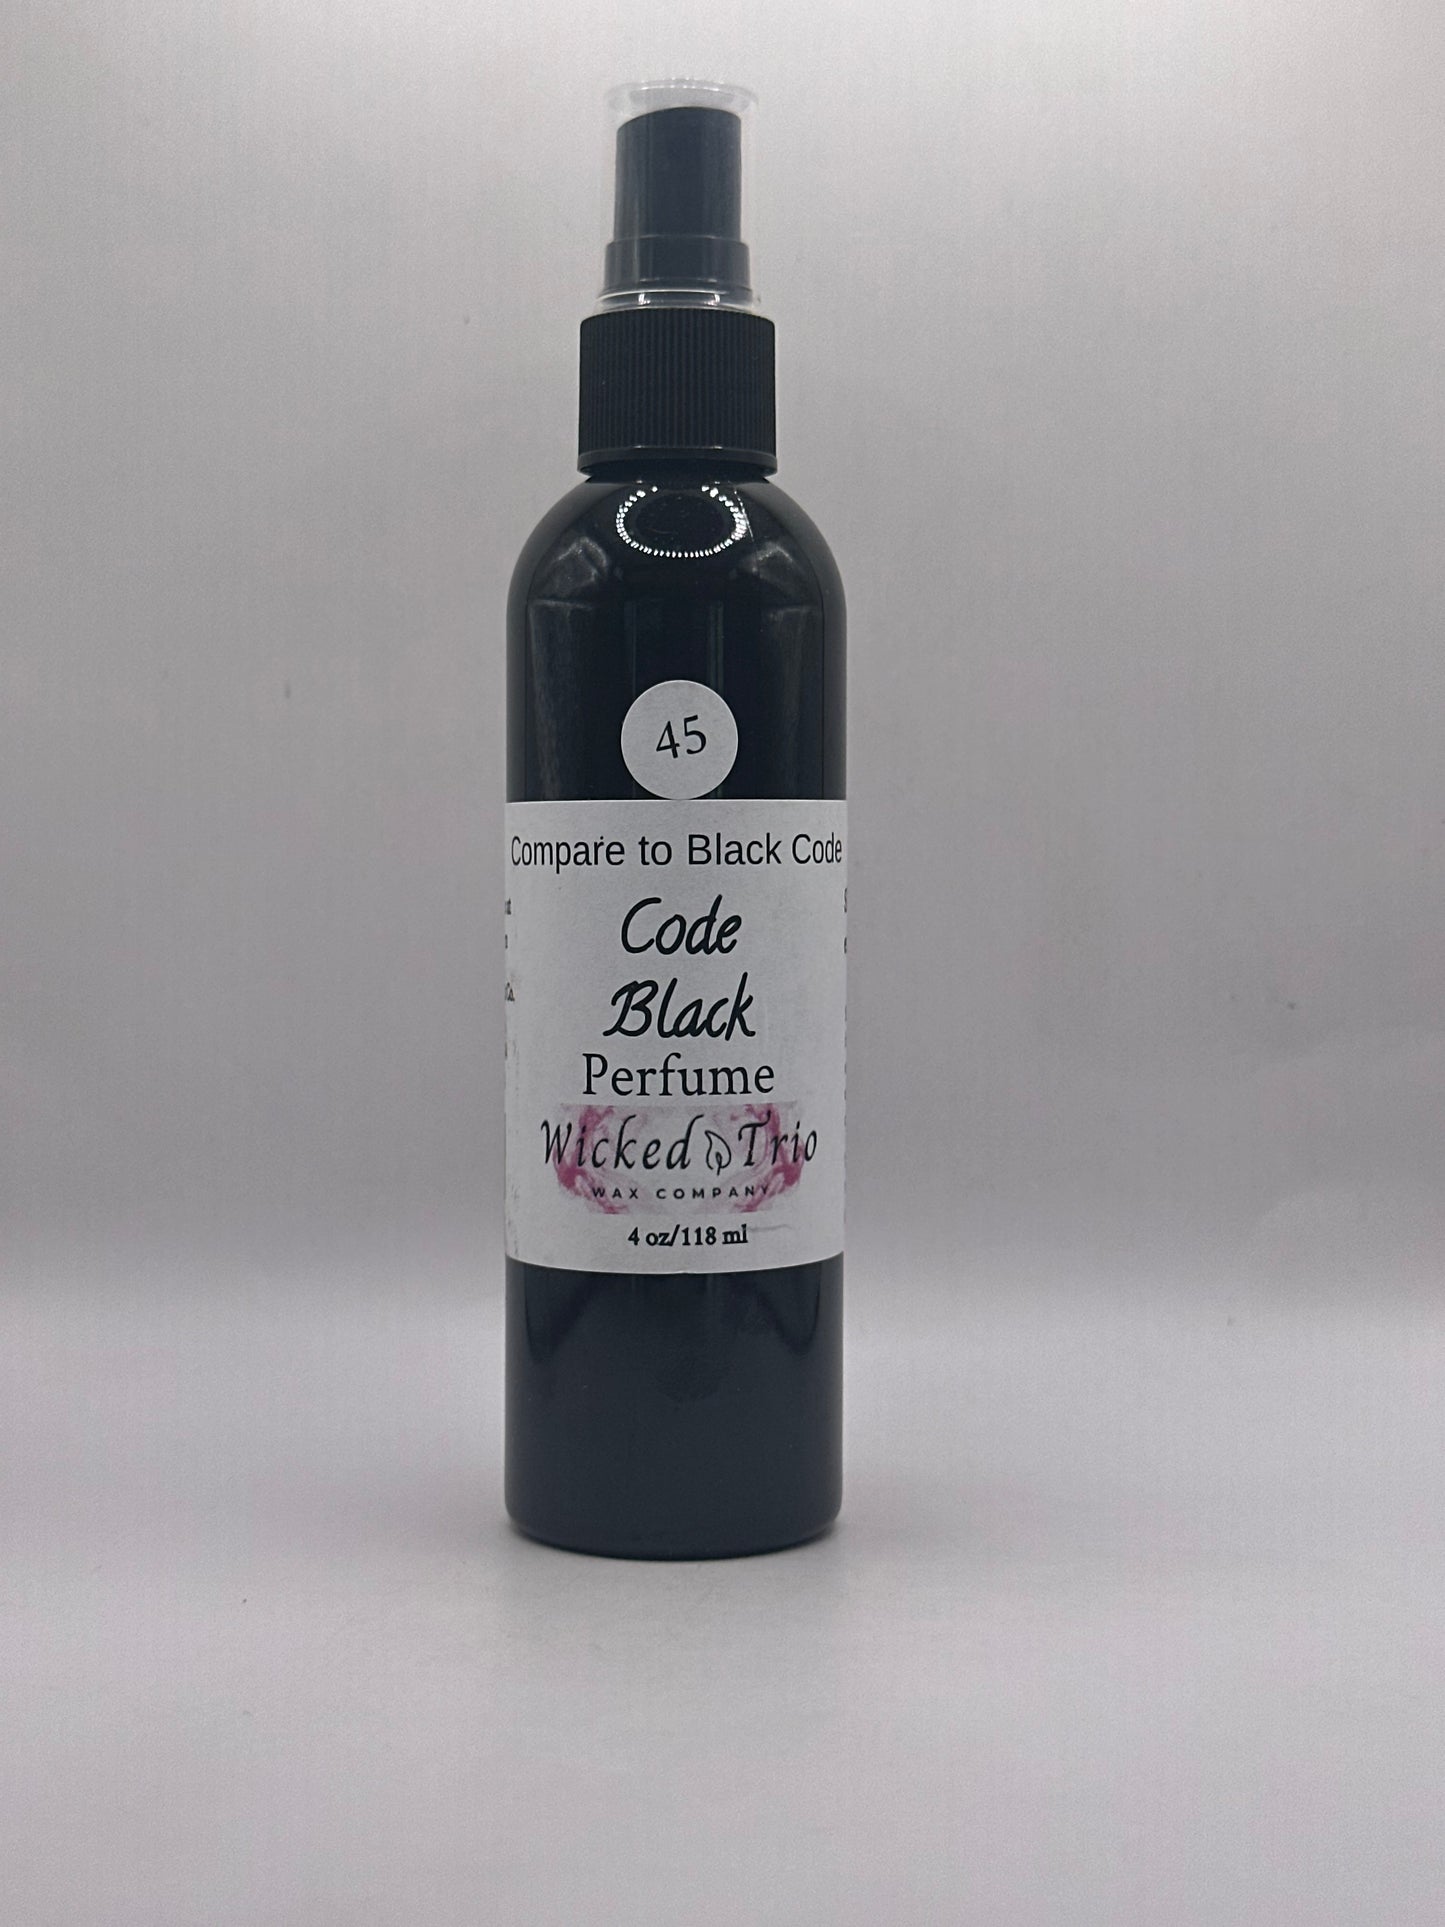 45
Compare to Black Code
Code
Black
Perfume
Wicked Trio
WAX COMPANY
4 oz/118 ml